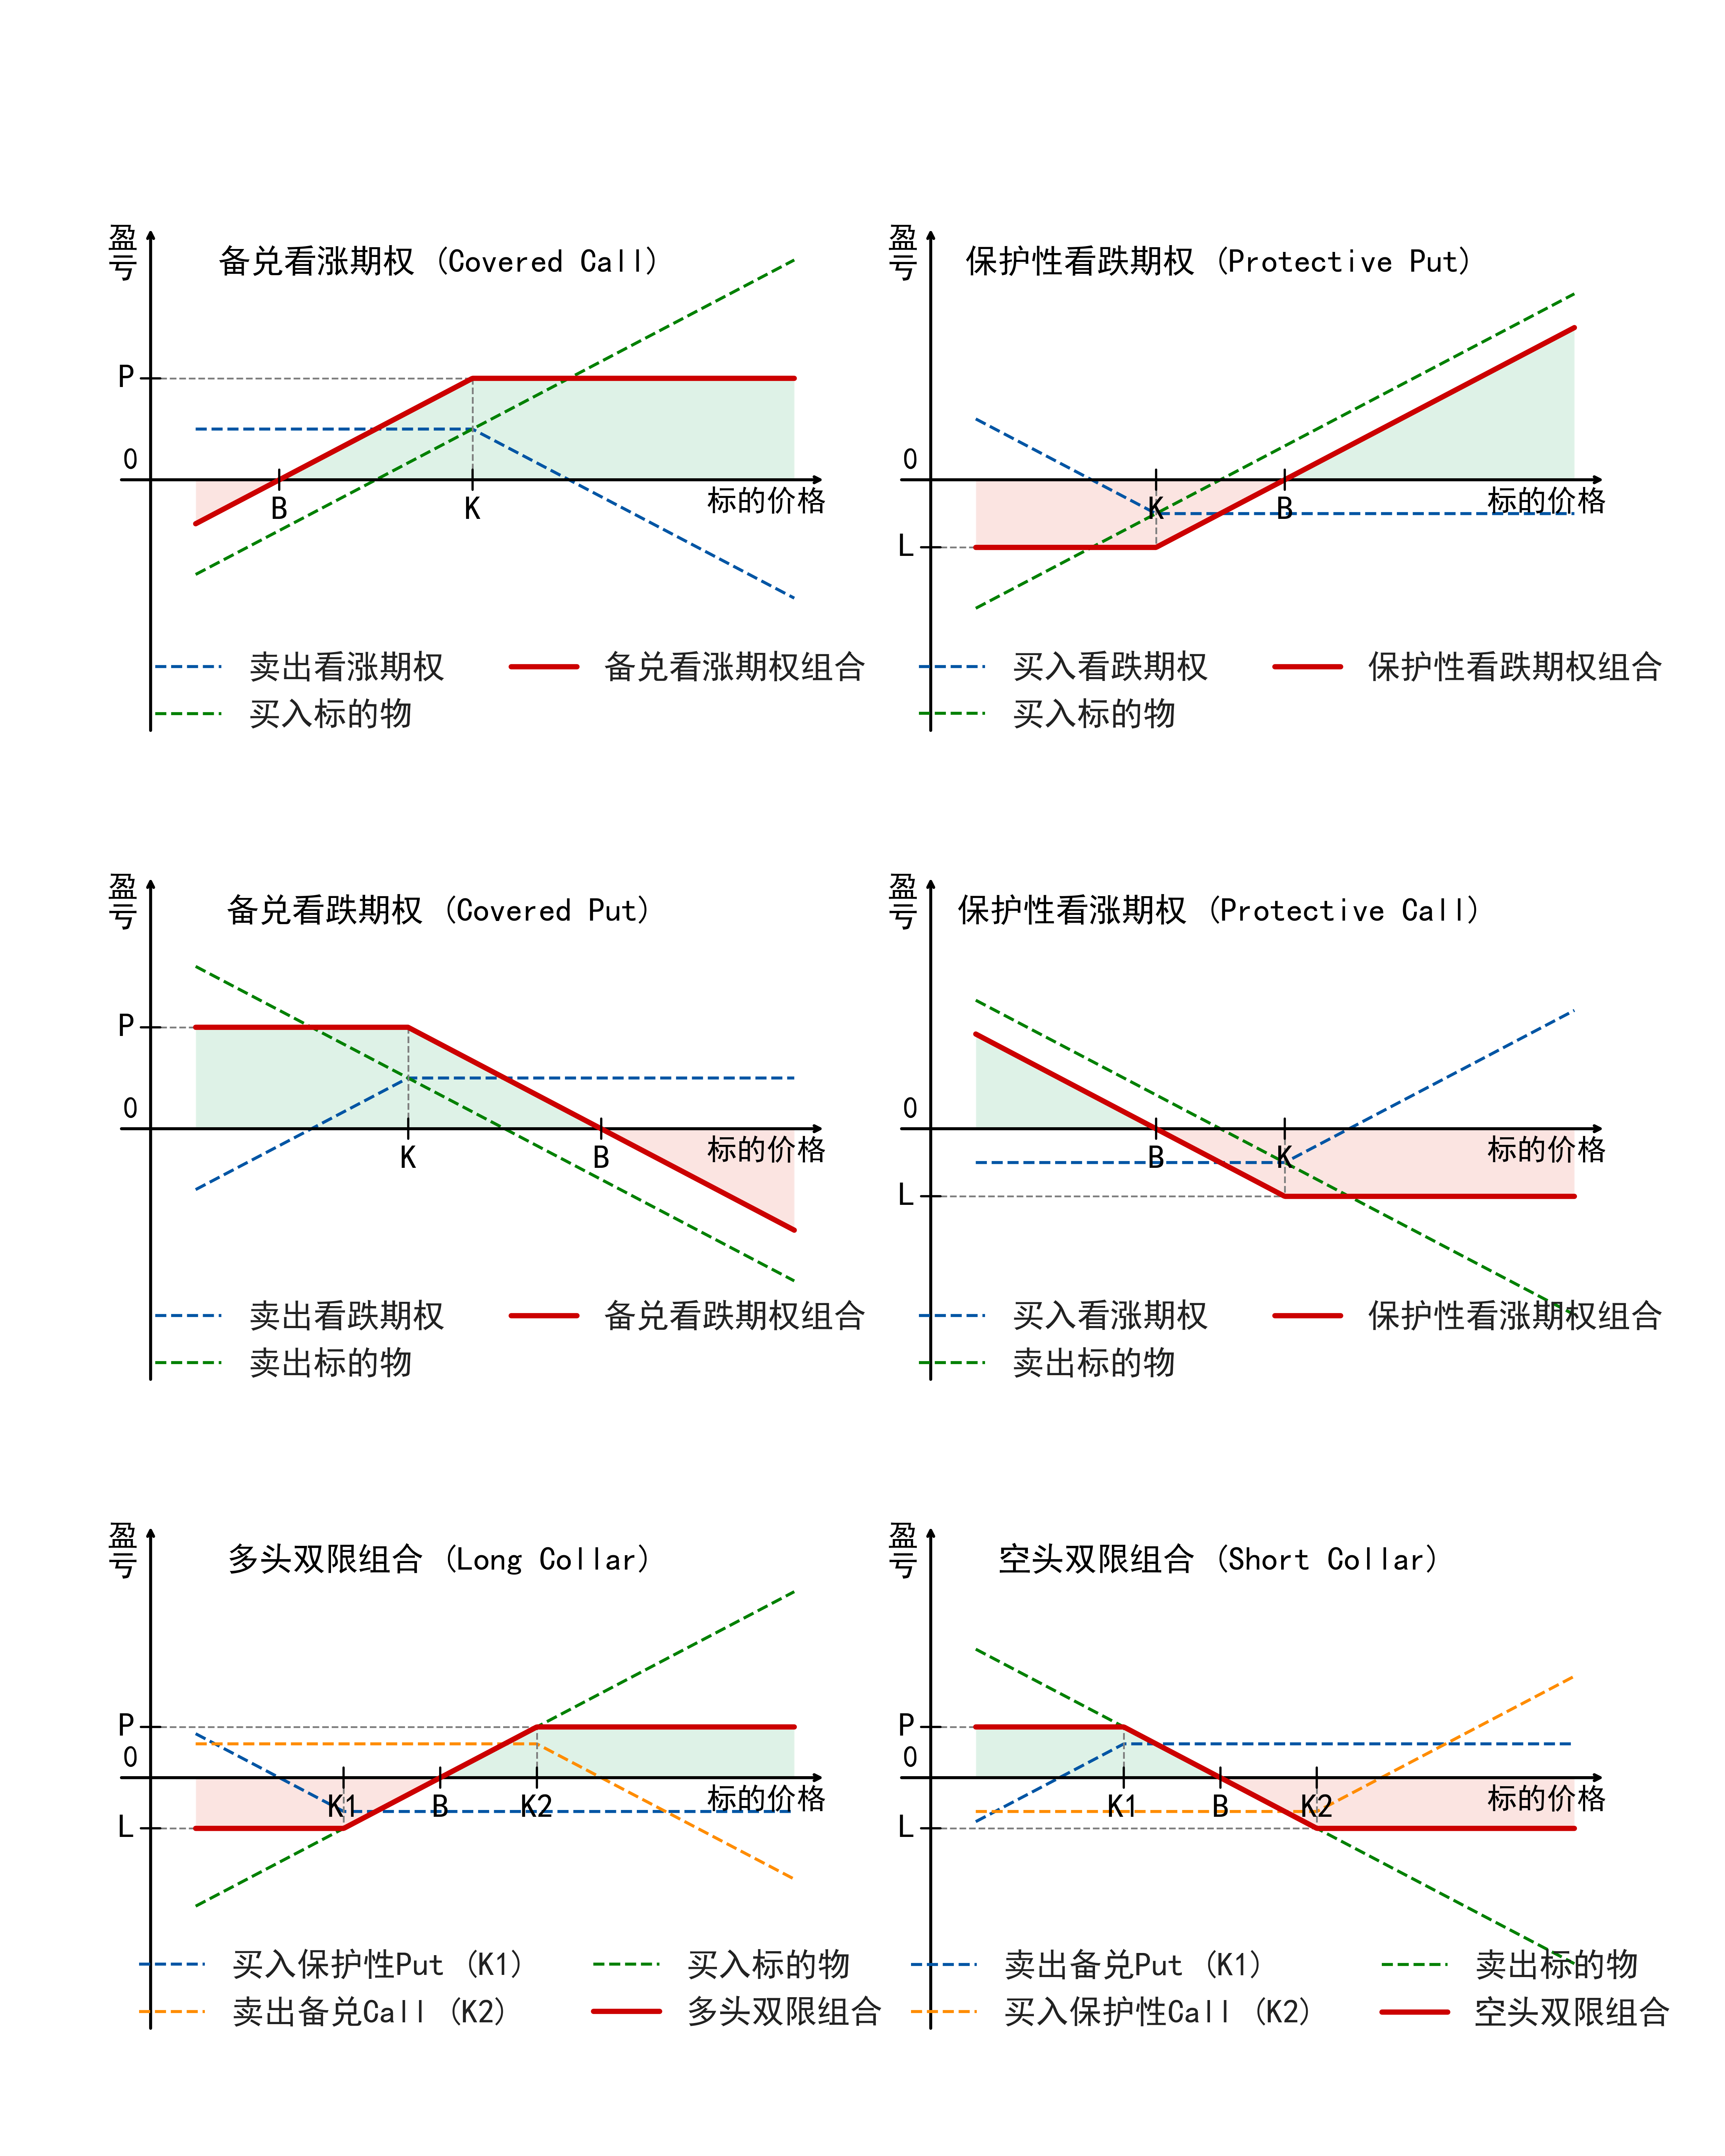 盈亏
备兑看涨期权 (Covered Call)
P
0
B
K
标的价格
卖出看涨期权
备兑看涨期权组合
买入标的物
盈亏
保护性看跌期权 (Protective Put)
0
K
B
标的价格
L
买入看跌期权
保护性看跌期权组合
买入标的物
盈亏
备兑看跌期权 (Covered Put)
P
0
K
B
标的价格
卖出看跌期权
备兑看跌期权组合
卖出标的物
盈亏
保护性看涨期权 (Protective Call)
0
B
K
标的价格
L
买入看涨期权
保护性看涨期权组合
卖出标的物
盈亏
多头双限组合 (Long Collar)
P
0
K1
B
K2
标的价格
L
买入保护性Put (K1)
买入标的物
卖出备兑Call (K2)
多头双限组合
盈亏
空头双限组合 (Short Collar)
P
0
K1
B
K2
标的价格
L
卖出备兑Put (K1)
卖出标的物
买入保护性Call (K2)
空头双限组合